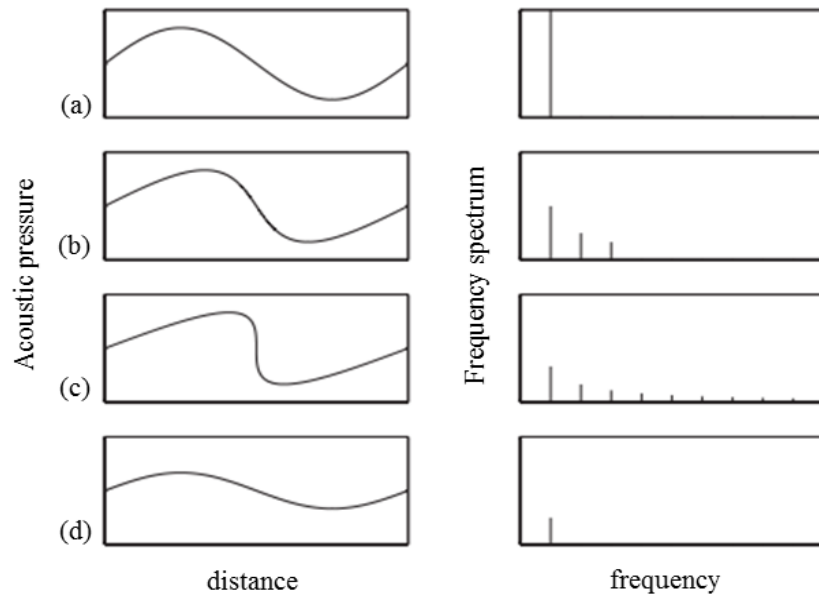 Acoustic pressure
(a)
(b)
(c)
(d)
distance
Frequency spectrum
frequency